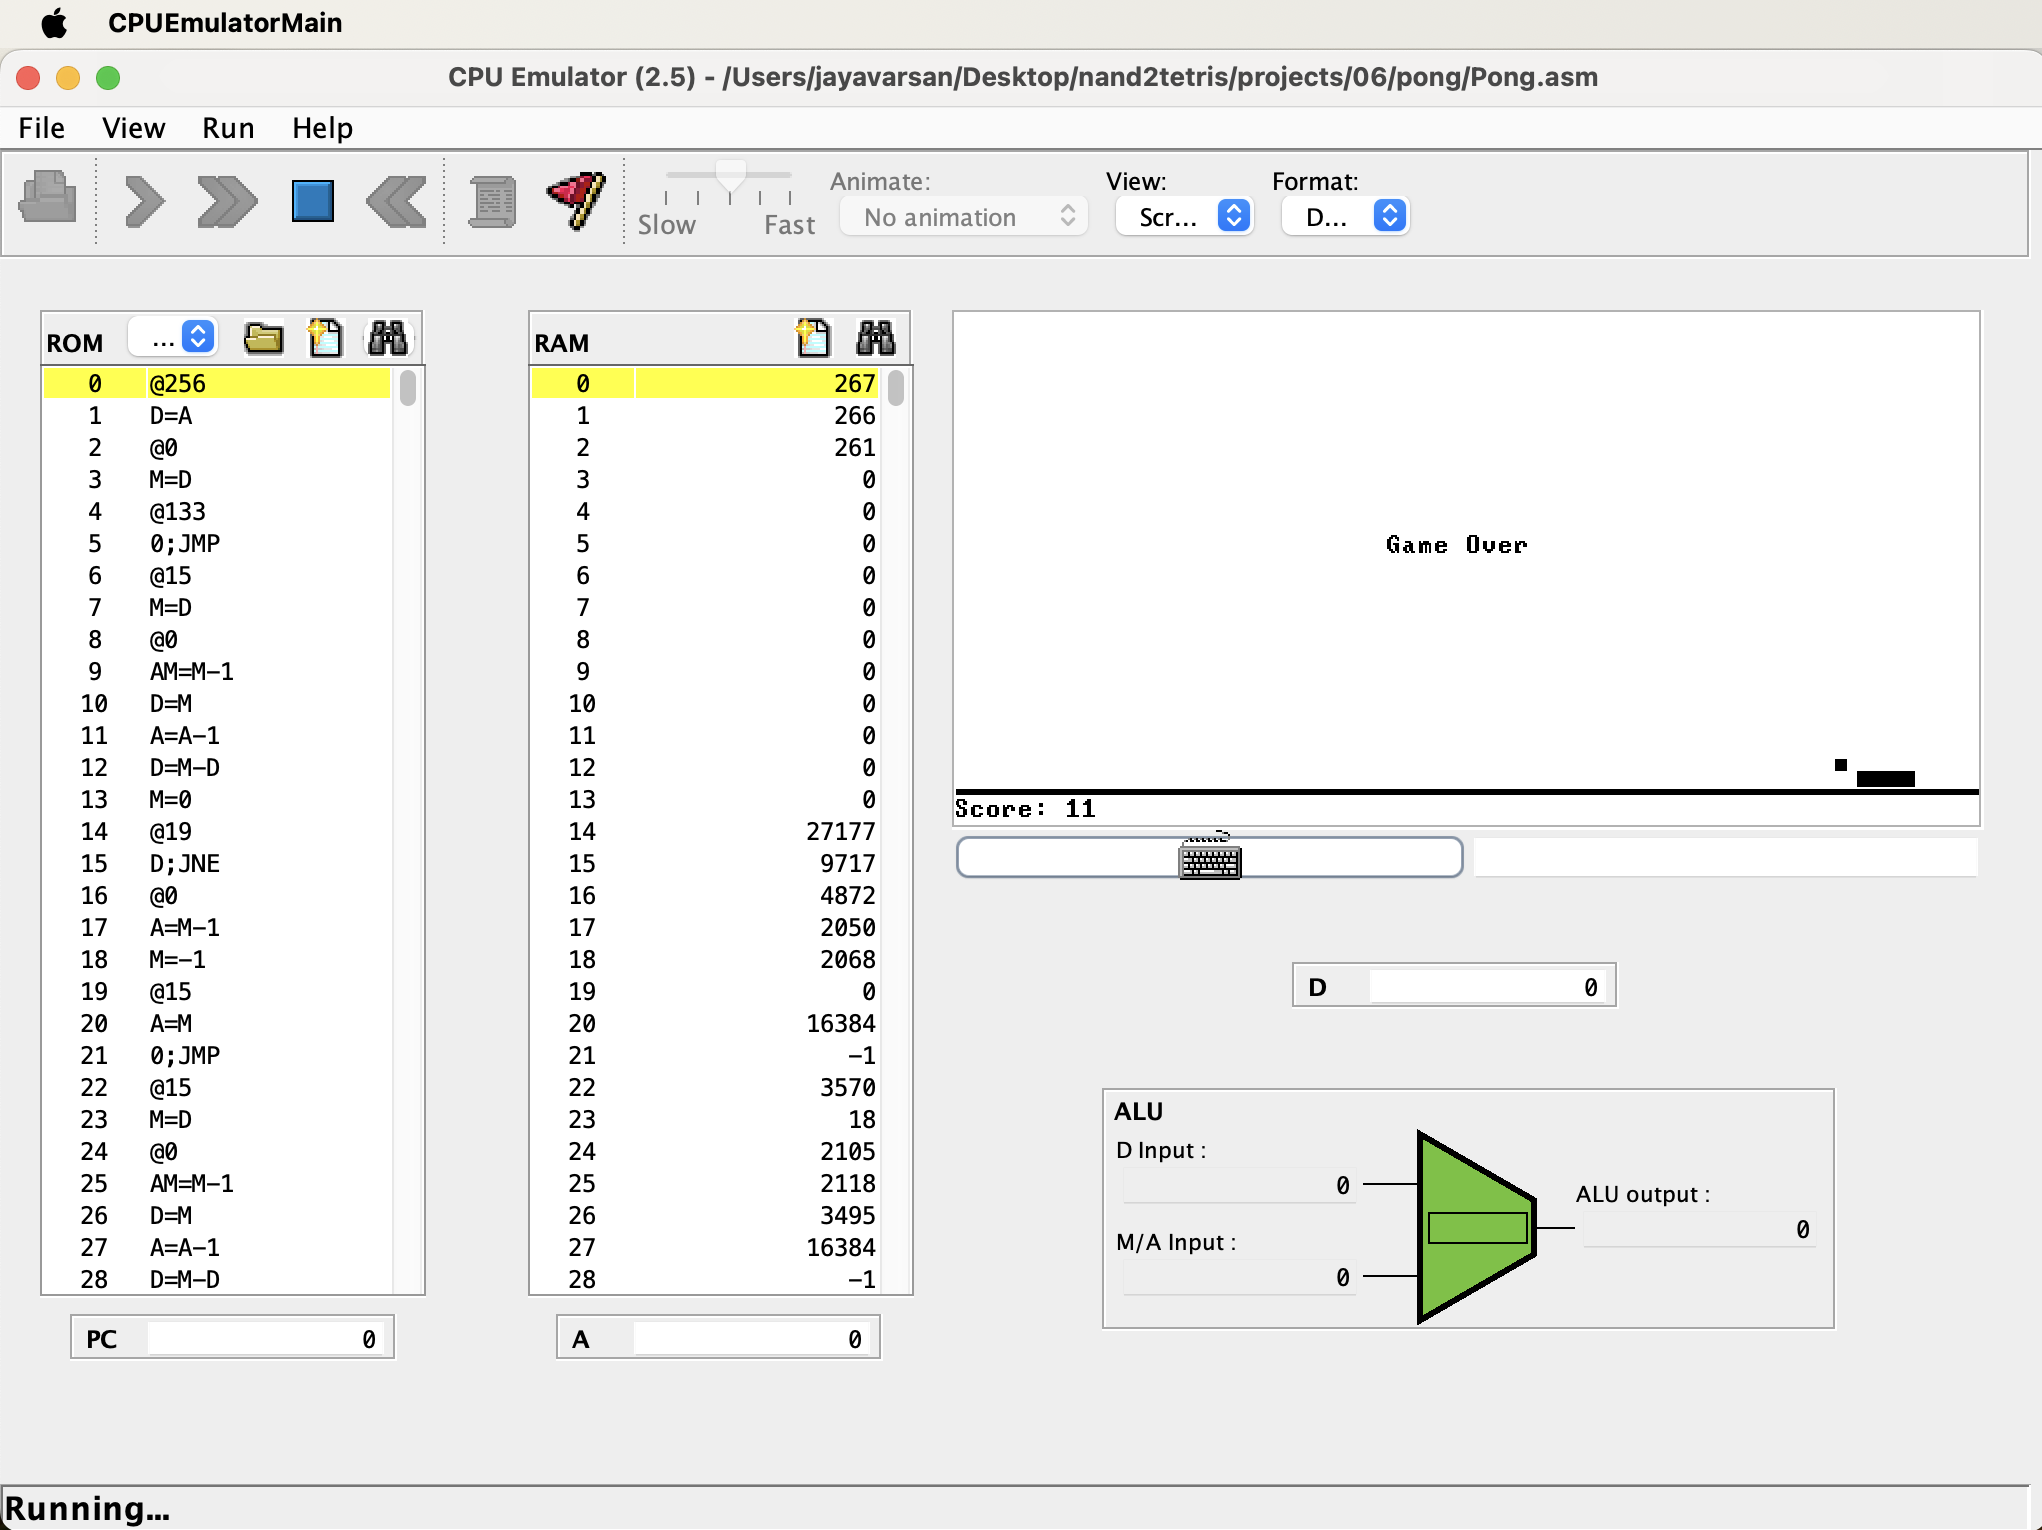 CPUEmulatorMain
CPU Emulator (2.5) - /Users/jayavarsan/Desktop/nand2tetris/projects/06/pong/Pong.asm
File View Run Help
Slow Fast
Animate:
No animation
View:
Scr...
Format:
D...
ROM ...
0 @256
1 D=A
2 @0
3 M=D
4 @133
5 0;JMP
6 @15
7 M=D
8 @0
9 AM=M-1
10 D=M
11 A=A-1
12 D=M-D
13 M=0
14 @19
15 D;JNE
16 @0
17 A=M-1
18 M=-1
19 @15
20 A=M
21 0;JMP
22 @15
23 M=D
24 @0
25 AM=M-1
26 D=M
27 A=A-1
28 D=M-D
PC 0
RAM
0 267
1 266
2 261
3 0
4 0
5 0
6 0
7 0
8 0
9 0
10 0
11 0
12 0
13 0
14 27177
15 9717
16 4872
17 2050
18 2068
19 0
20 16384
21 -1
22 3570
23 18
24 2105
25 2118
26 3495
27 16384
28 -1
A 0
Game Over
Score: 11
D 0
ALU
D Input :
0
M/A Input :
0
ALU output :
0
Running...